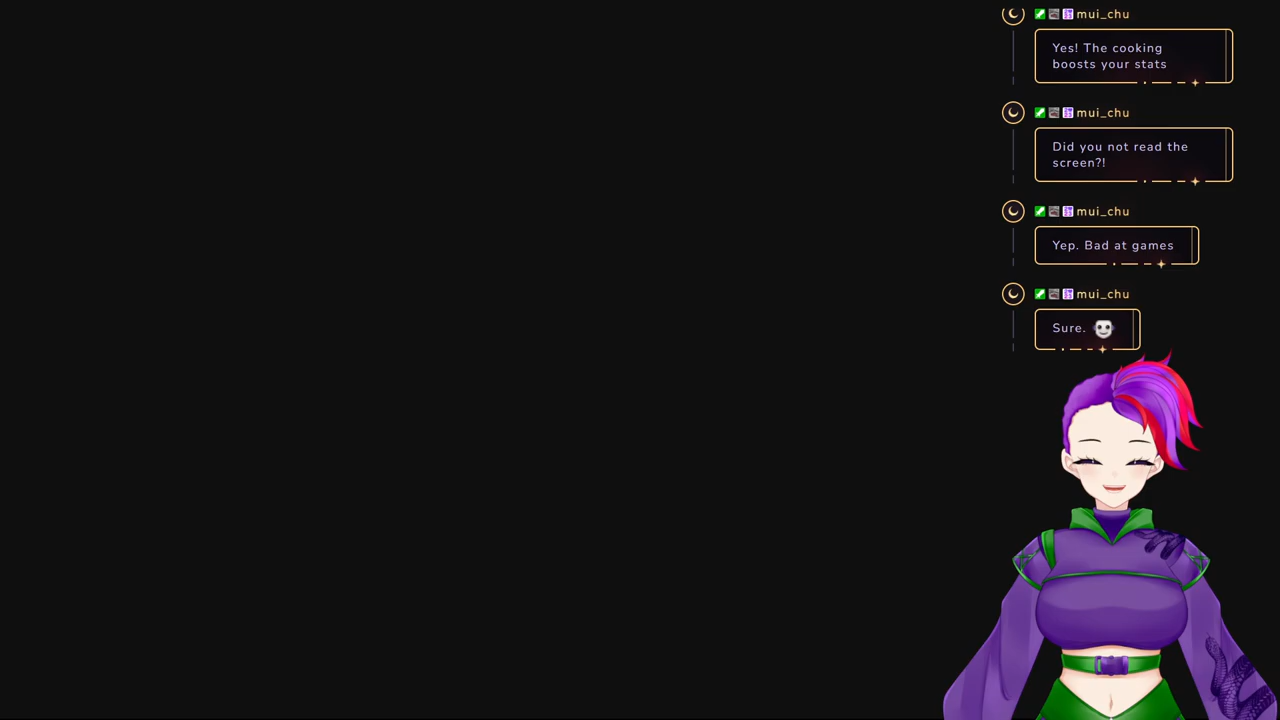 mui_chu
Yes! The cooking
boosts your stats
mui_chu
Did you not read the
screen?!
mui_chu
Yep. Bad at games
mui_chu
Sure.